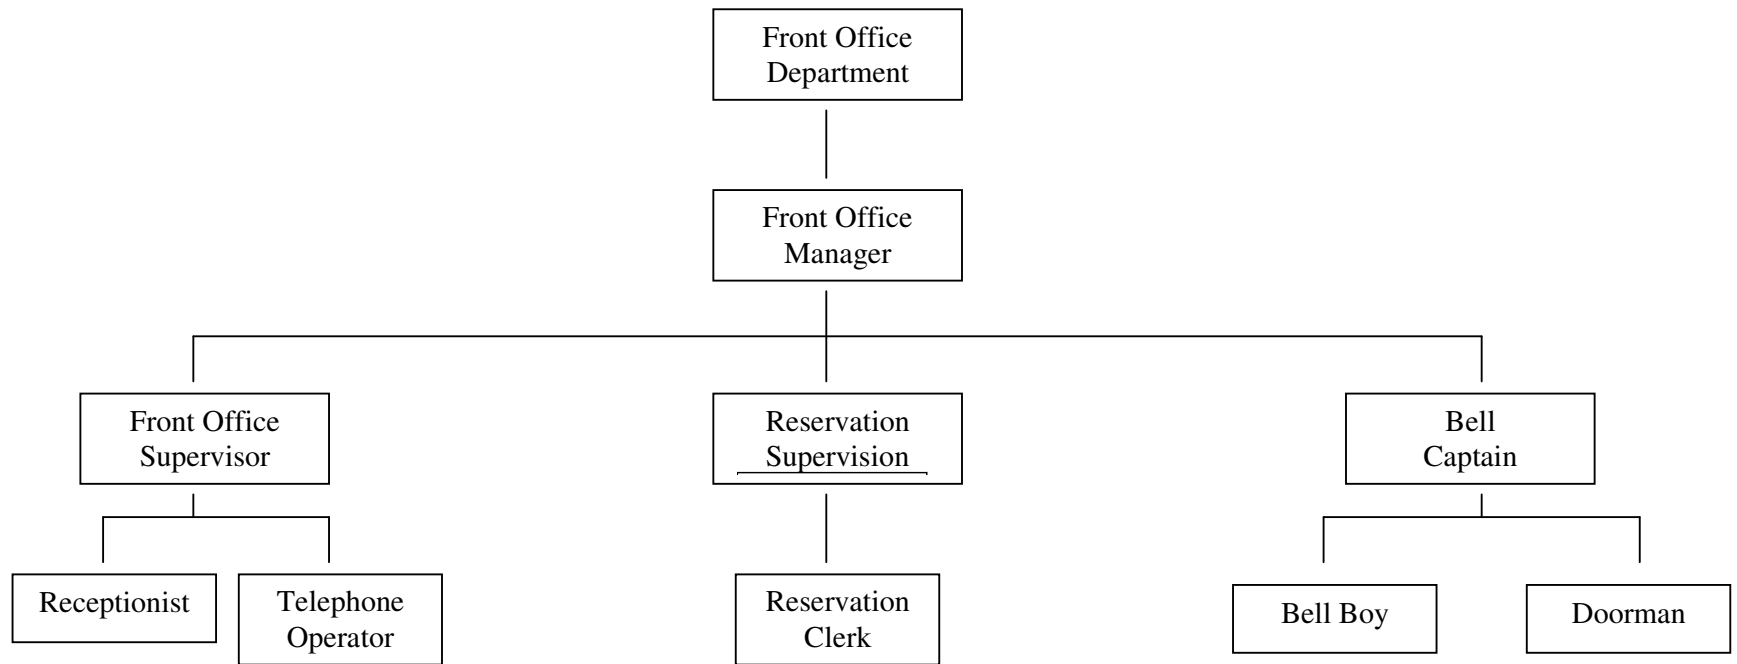 Front Office
Department
Front Office
Manager
Front Office
Supervisor
Reservation
Supervision
Bell
Captain
Receptionist
Telephone
Operator
Reservation
Clerk
Bell Boy
Doorman